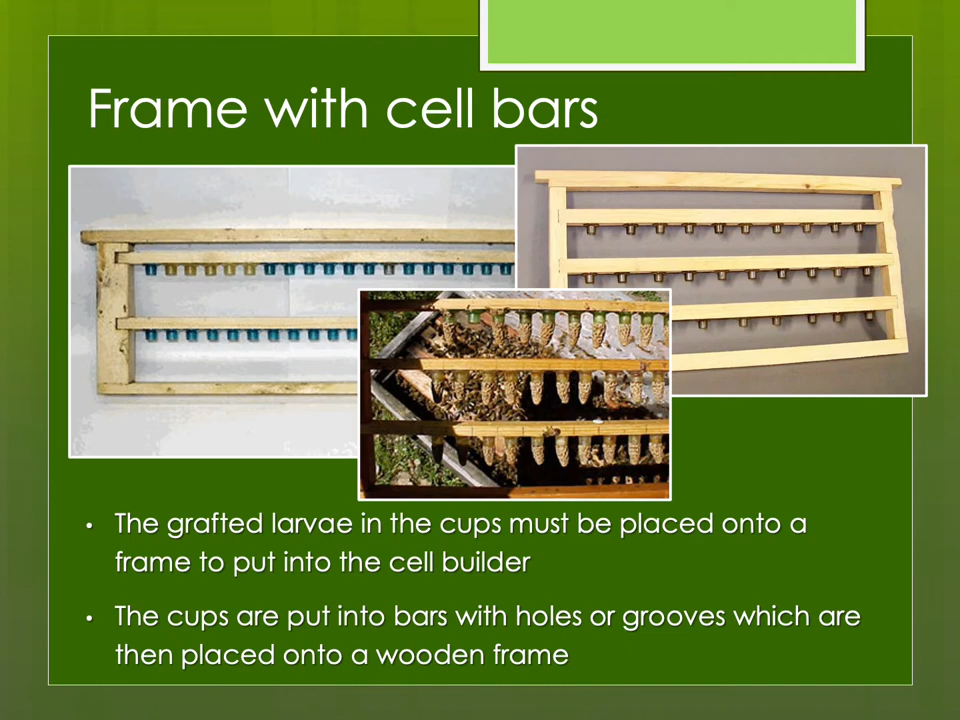 Frame with cell bars
• The grafted larvae in the cups must be placed onto a
frame to put into the cell builder
• The cups are put into bars with holes or grooves which are
then placed onto a wooden frame